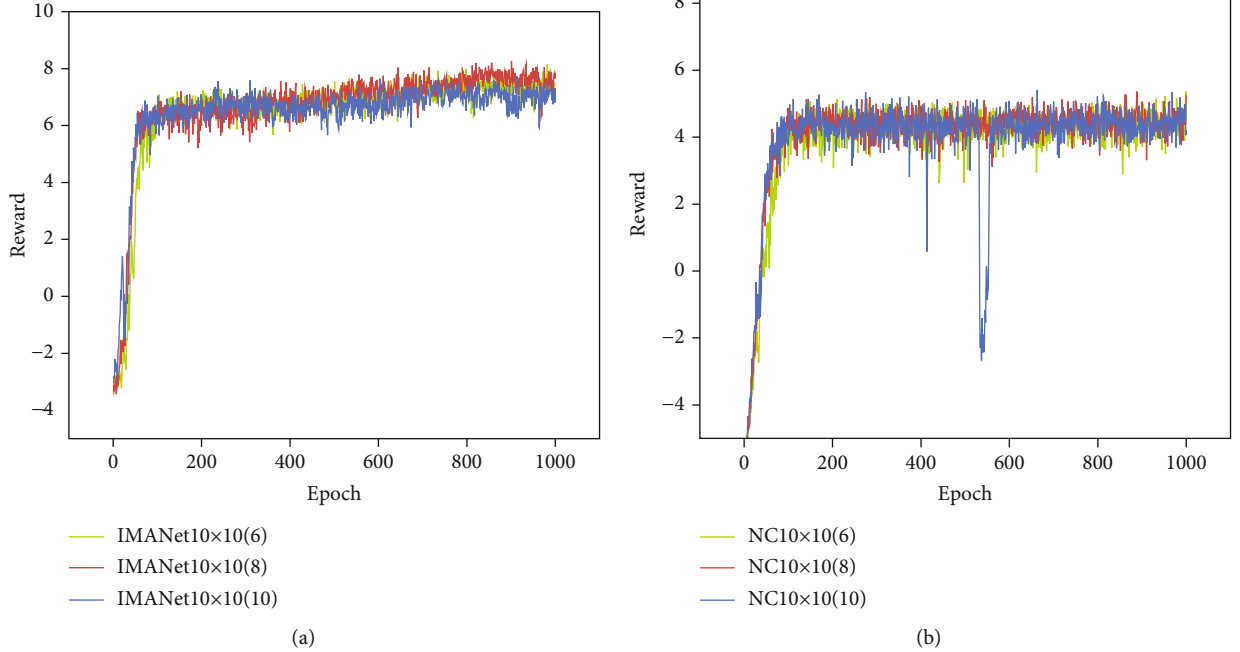 10
8
6
4
2
0
−2
−4
Reward
0 200 400 600 800 1000
Epoch
IMANet10×10(6)
IMANet10×10(8)
IMANet10×10(10)
(a)
8
6
4
2
0
−2
−4
Reward
0 200 400 600 800 1000
Epoch
NC10×10(6)
NC10×10(8)
NC10×10(10)
(b)